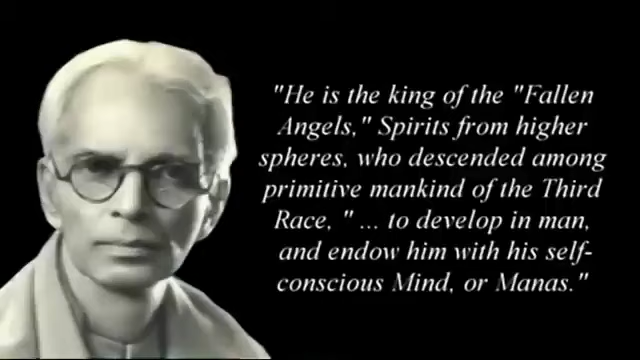 "He is the king of the "Fallen
Angels," Spirits from higher
spheres, who descended among
primitive mankind of the Third
Race, " ... to develop in man,
and endow him with his self-
conscious Mind, or Manas."